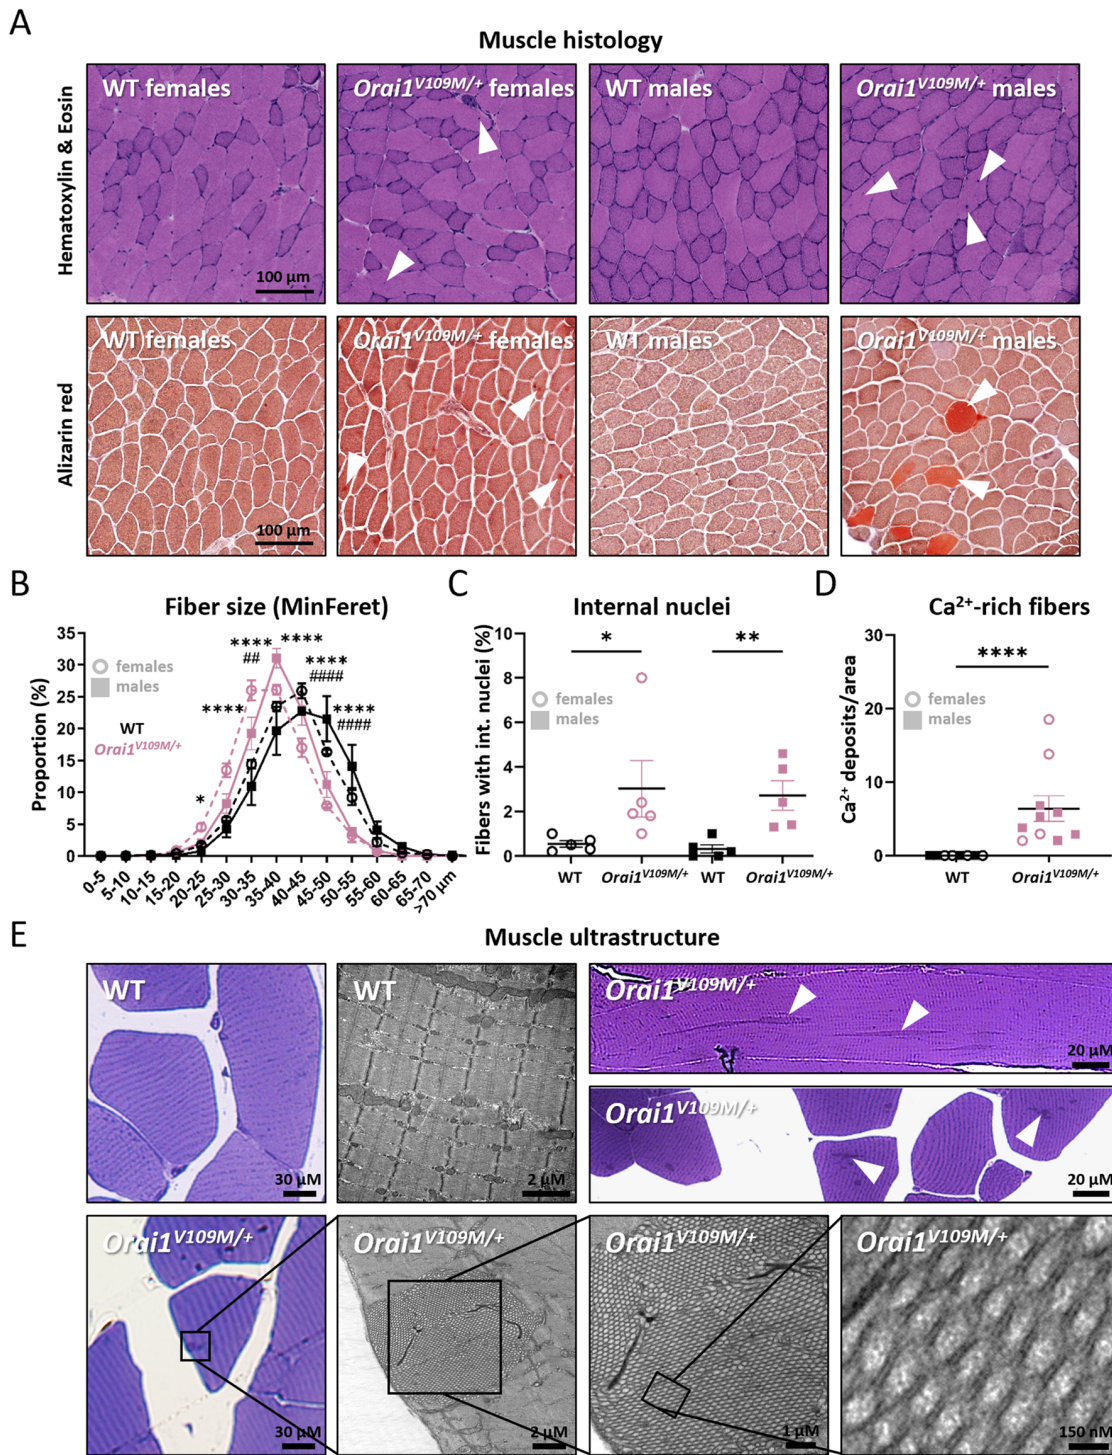 A
Muscle histology
Hematoxylin & Eosin
WT females
Orai1V109M/+ females
WT males
Orai1V109M/+ males
100 µm
Alizarin red
WT females
Orai1V109M/+ females
WT males
Orai1V109M/+ males
100 µm
B
Fiber size (MinFeret)
Proportion (%)
35
30
25
20
15
10
5
0
females
males
WT
Orai1V109M/+
*
****
****
##
****
****
####
****
####
0-5
5-10
10-15
15-20
20-25
25-30
30-35
35-40
40-45
45-50
50-55
55-60
60-65
65-70
>70 µm
C
Internal nuclei
Fibers with int. nuclei (%)
10
8
6
4
2
0
*
**
females
males
WT
Orai1V109M/+
WT
Orai1V109M/+
D
Ca2+-rich fibers
Ca2+ deposits/area
30
20
10
0
****
females
males
WT
Orai1V109M/+
E
Muscle ultrastructure
WT
30 µM
WT
2 µM
Orai1V109M/+
20 µM
Orai1V109M/+
20 µM
Orai1V109M/+
30 µM
Orai1V109M/+
2 µM
Orai1V109M/+
1 µM
Orai1V109M/+
150 nM